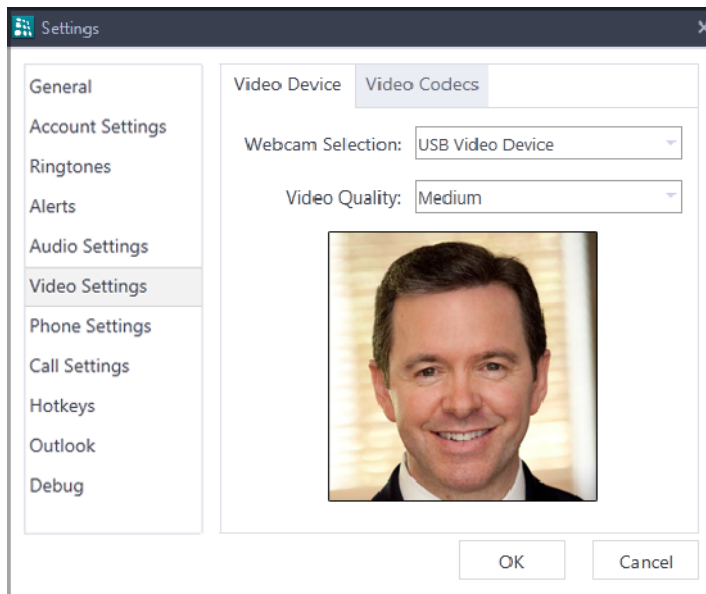 Settings
General
Account Settings
Ringtones
Alerts
Audio Settings
Video Settings
Phone Settings
Call Settings
Hotkeys
Outlook
Debug
Video Device
Video Codecs
Webcam Selection: USB Video Device
Video Quality: Medium
OK
Cancel